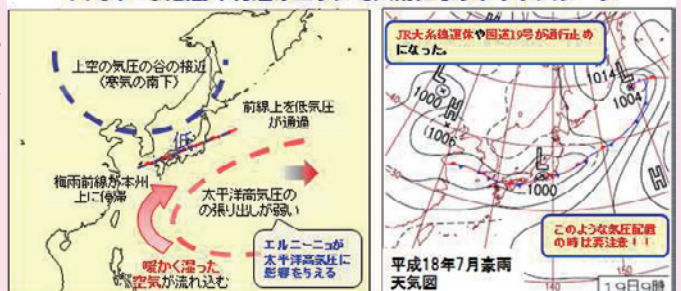 上空の気圧の谷の接近
(寒気の南下)
前線上を低気圧
が通過
低
梅雨前線が本州
上に停滞
太平洋高気圧の
の張り出しが弱い
エルニーニョが
太平洋高気圧に
影響を与える
暖かく湿った
空気が流れ込む
JR大糸線運休や国道19号が通行止め
になった。
1014
L
1004
L
1000
H
1006
L
1000
H
このような気圧配置
の時は要注意!!
平成18年7月豪雨
天気図
140
150
19日9時